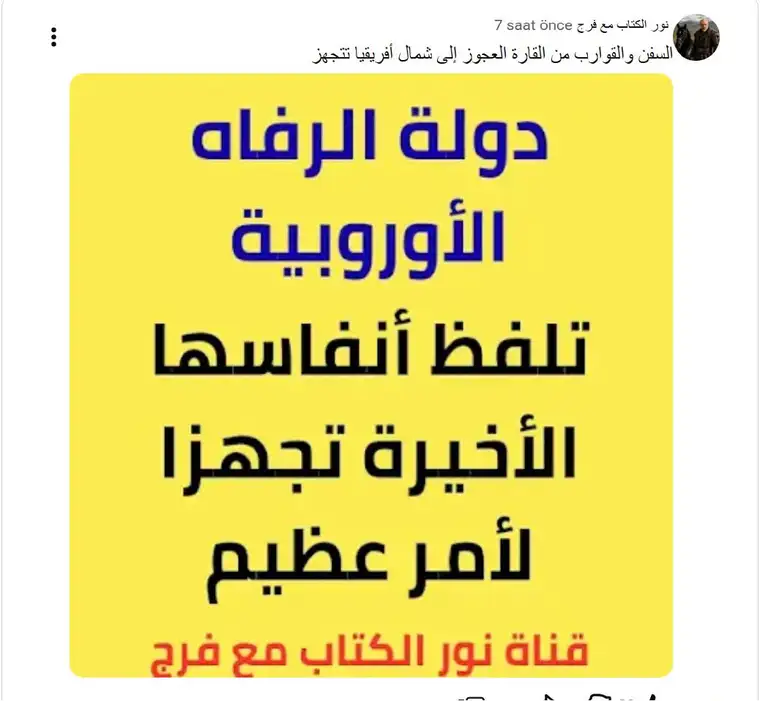 نور الكتاب مع فرج 7 saat önce
السفن والقوارب من القارة العجوز إلى شمال أفريقيا تتجهز
دولة الرفاه
الأوروبية
تلفظ أنفاسها
الأخيرة تجهزا
لأمر عظيم
قناة نور الكتاب مع فرج